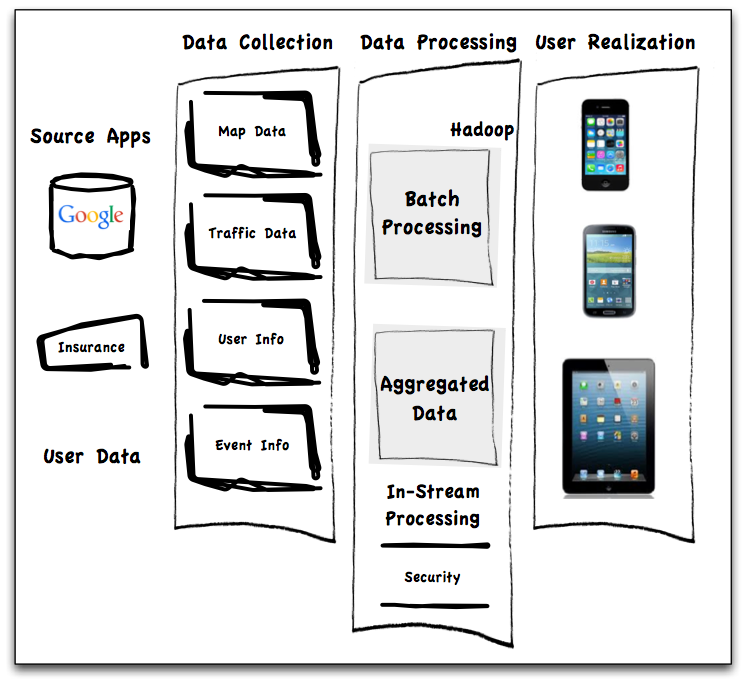 Data Collection
Data Processing
User Realization
Source Apps
Google
Insurance
User Data
Map Data
Traffic Data
User Info
Event Info
Hadoop
Batch
Processing
Aggregated
Data
In-Stream
Processing
Security